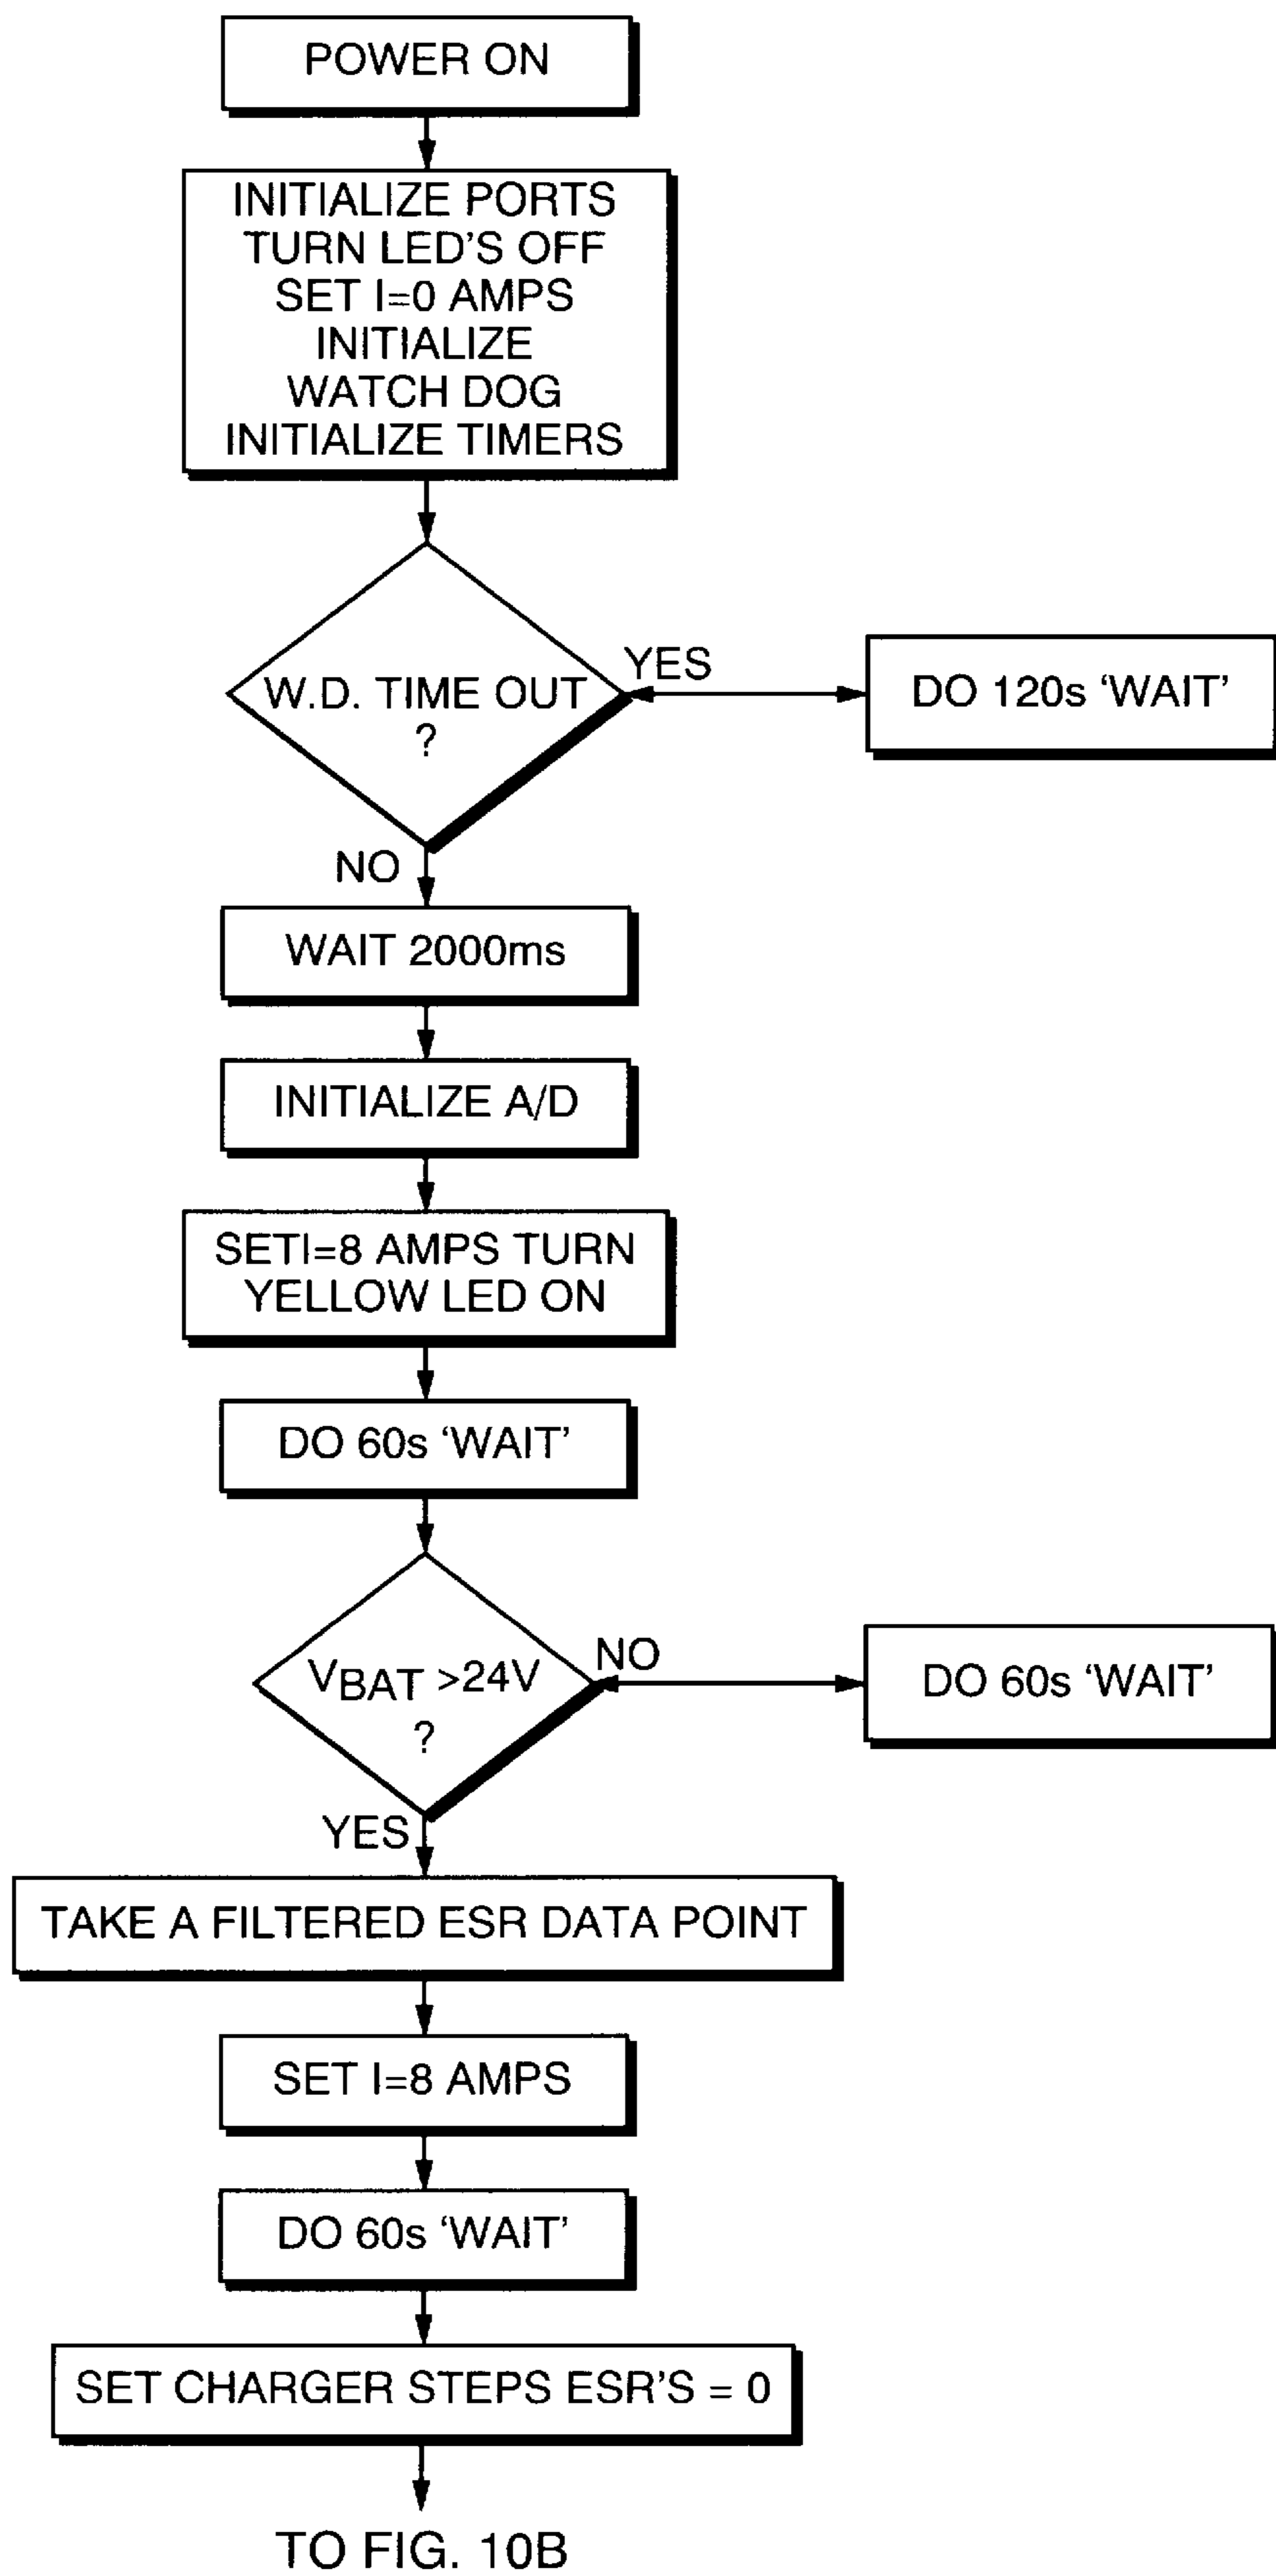 POWER ON
INITIALIZE PORTS
TURN LED'S OFF
SET I=0 AMPS
INITIALIZE
WATCH DOG
INITIALIZE TIMERS
W.D. TIME OUT
?
YES
DO 120s ‘WAIT’
NO
WAIT 2000ms
INITIALIZE A/D
SETI=8 AMPS TURN
YELLOW LED ON
DO 60s ‘WAIT’
VBAT >24V
?
NO
DO 60s ‘WAIT’
YES
TAKE A FILTERED ESR DATA POINT
SET I=8 AMPS
DO 60s ‘WAIT’
SET CHARGER STEPS ESR'S = 0
TO FIG. 10B